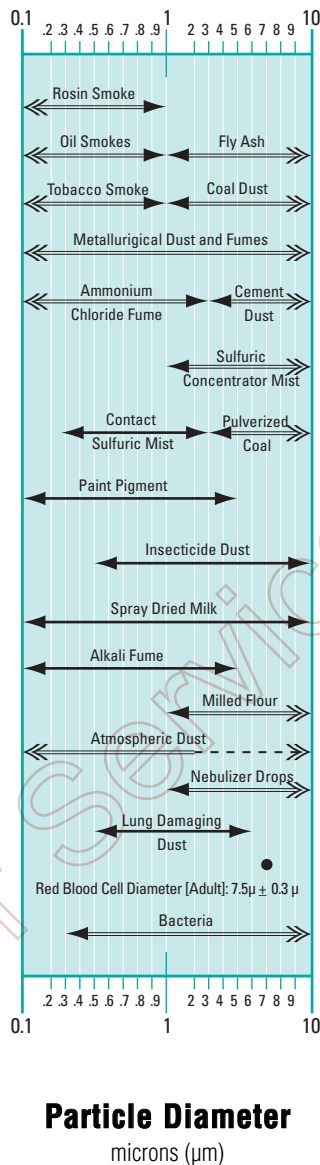 0.1 1 10
.2 .3 .4 .5 .6 .7 .8 .9 2 3 4 5 6 7 8 9
Rosin Smoke
Oil Smokes Fly Ash
Tobacco Smoke Coal Dust
Metallurigical Dust and Fumes
Ammonium Cement
Chloride Fume Dust
Sulfuric
Concentrator Mist
Contact Pulverized
Sulfuric Mist Coal
Paint Pigment
Insecticide Dust
Spray Dried Milk
Alkali Fume
Milled Flour
Atmospheric Dust
Nebulizer Drops
Lung Damaging
Dust
Red Blood Cell Diameter [Adult]: 7.5µ ± 0.3 µ
Bacteria
.2 .3 .4 .5 .6 .7 .8 .9 2 3 4 5 6 7 8 9
0.1 1 10
Particle Diameter
microns (µm)